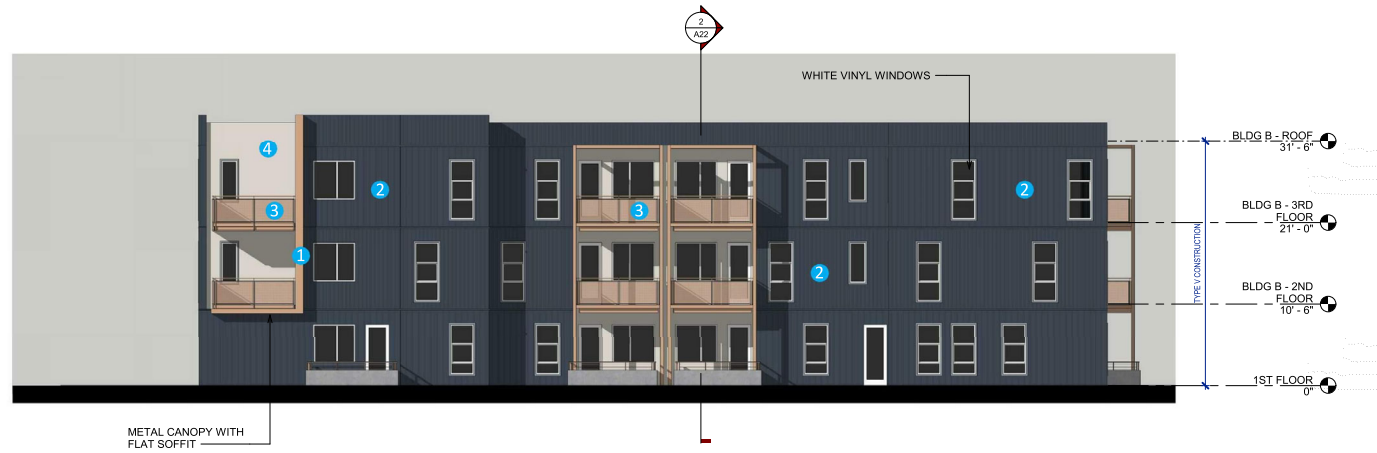 2
A22
WHITE VINYL WINDOWS
BLDG B - ROOF
31' - 6"
4
2
2
BLDG B - 3RD
FLOOR
21' - 0"
3
3
TYPE V CONSTRUCTION
1
2
BLDG B - 2ND
FLOOR
10' - 6"
1ST FLOOR
0"
METAL CANOPY WITH
FLAT SOFFIT